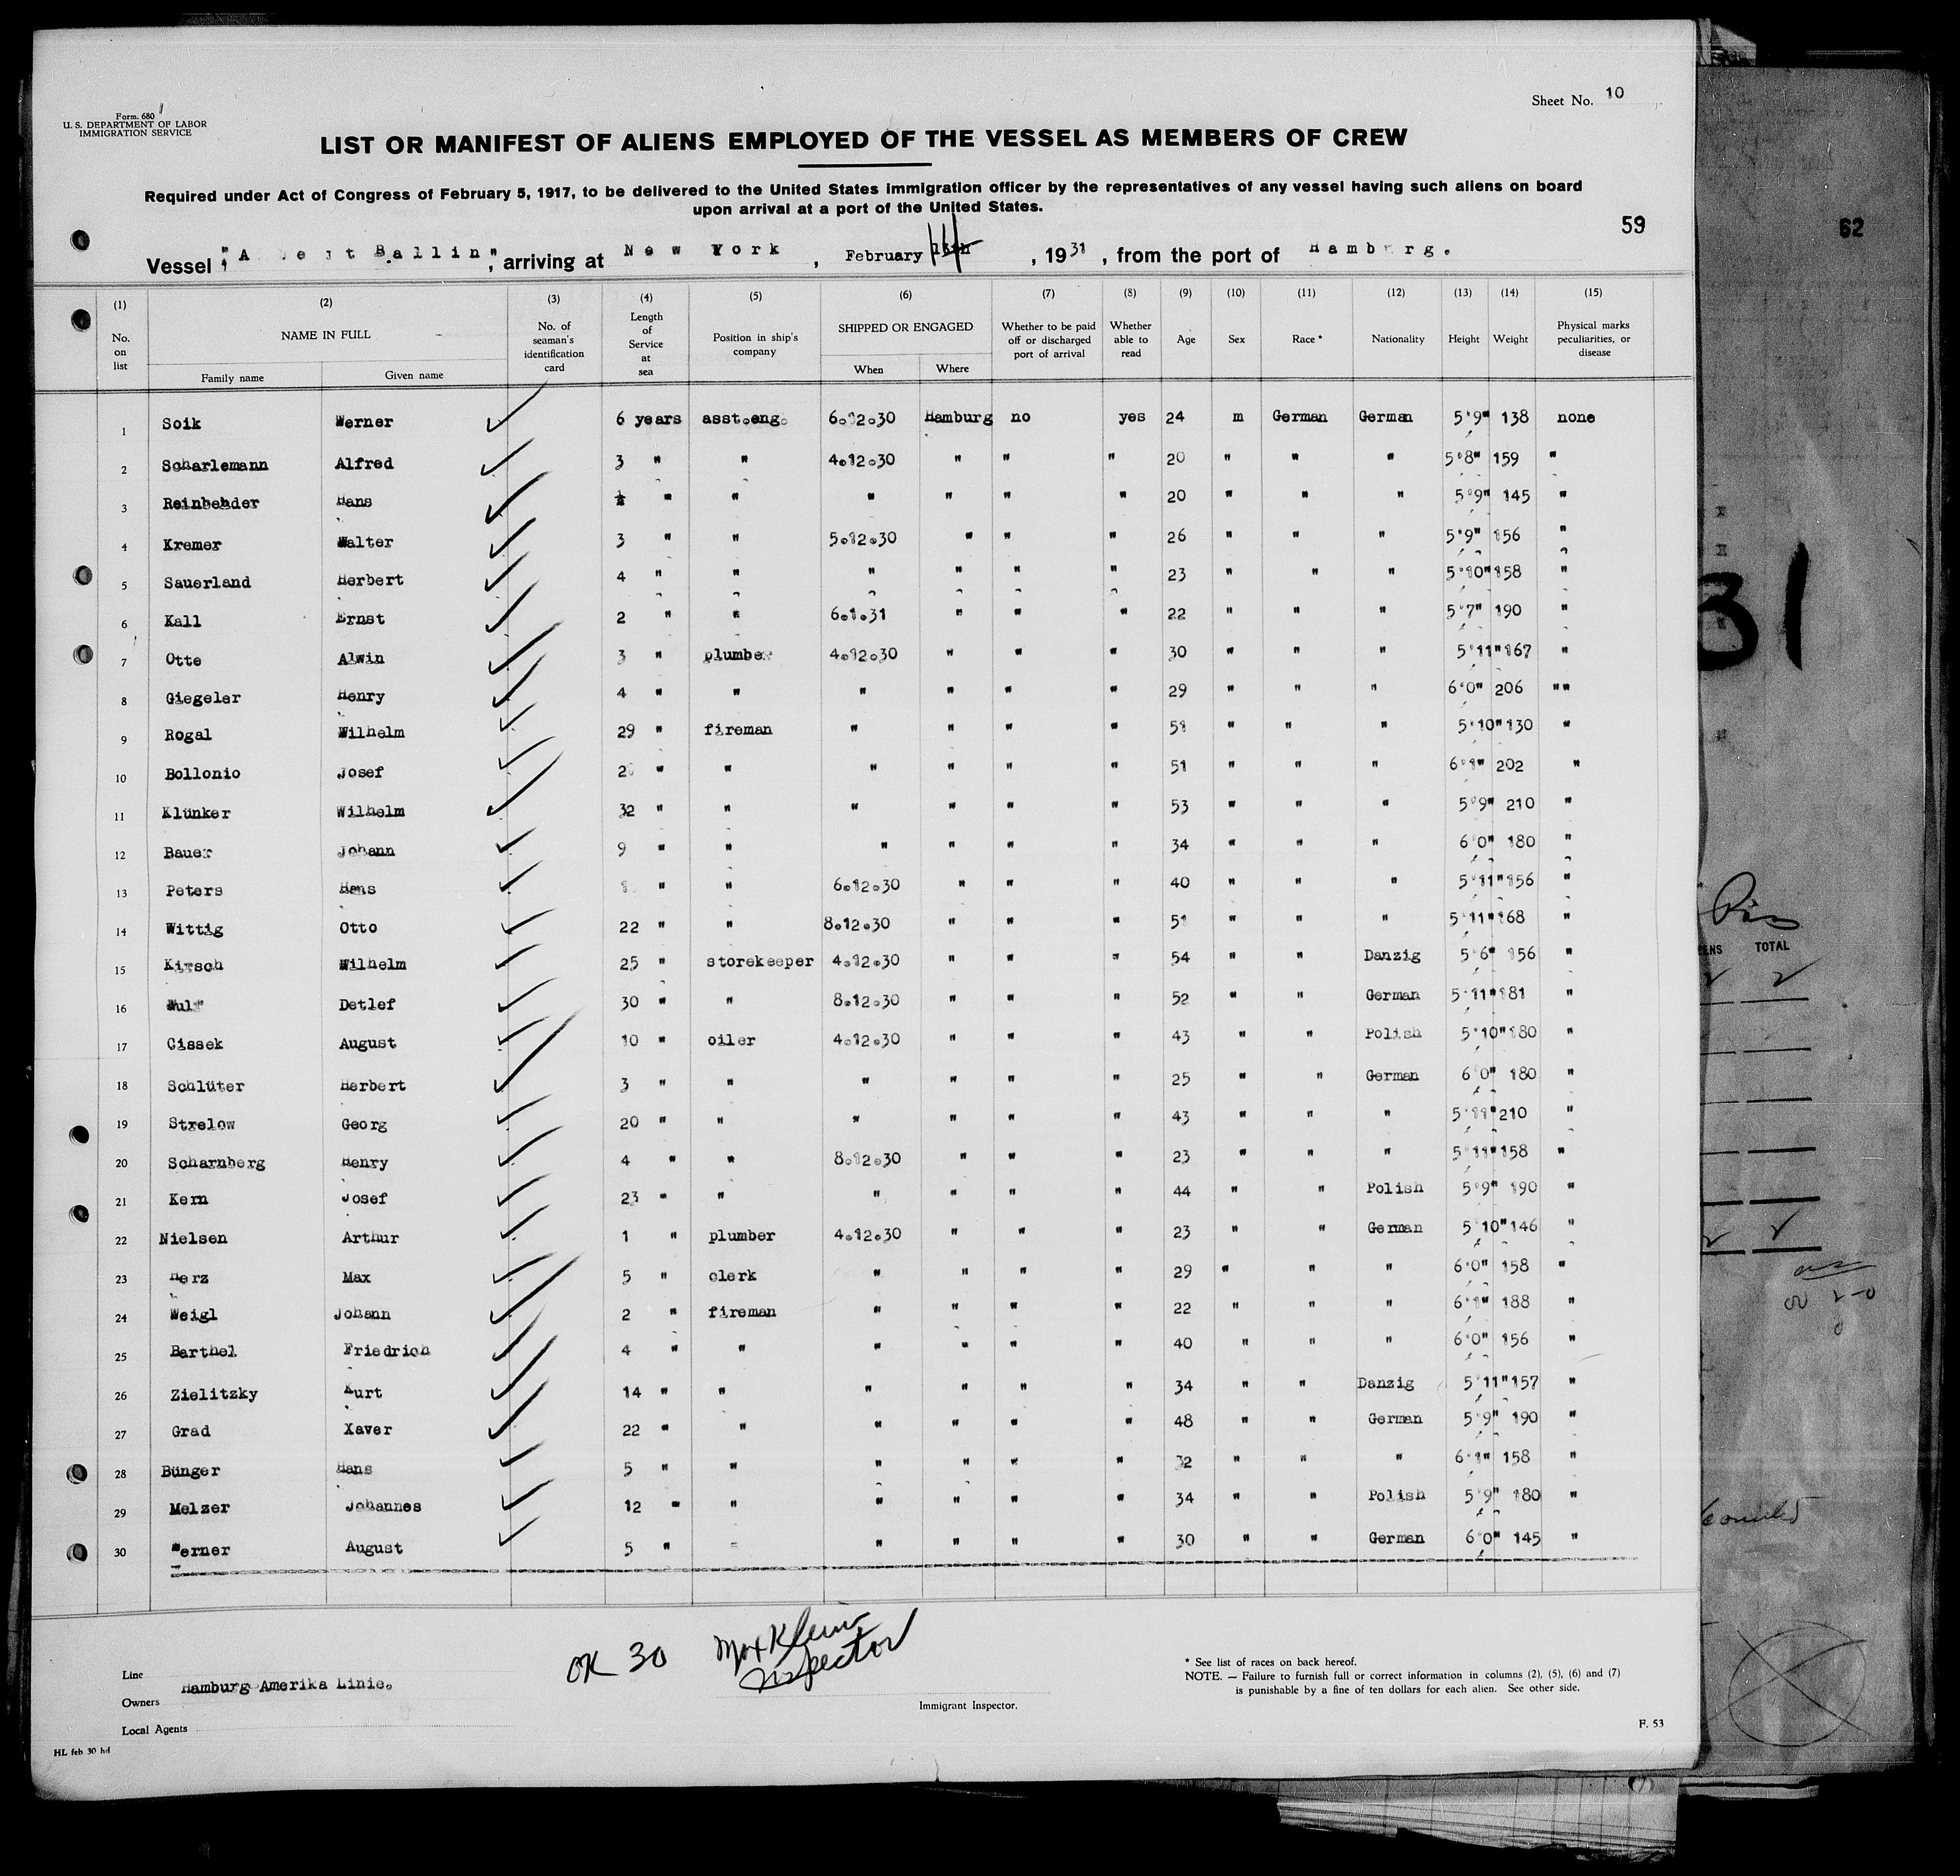 Form. 680
U. S. DEPARTMENT OF LABOR
IMMIGRATION SERVICE
Sheet No. 10
LIST OR MANIFEST OF ALIENS EMPLOYED OF THE VESSEL AS MEMBERS OF CREW
Required under Act of Congress of February 5, 1917, to be delivered to the United States immigration officer by the representatives of any vessel having such aliens on board
upon arrival at a port of the United States.
59
62
Vessel "A be t Ballin", arriving at New York, February 14, 1931, from the port of Hamburg.
(1) (2) (3) (4) (5) (6) (7) (8) (9) (10) (11) (12) (13) (14) (15)
No. on list NAME IN FULL No. of seaman's identification card Length of Service at sea Position in ship's company SHIPPED OR ENGAGED Whether to be paid off or discharged port of arrival Whether able to read Age Sex Race * Nationality Height Weight Physical marks peculiarities, or disease
Family name Given name When Where
1 Soik Werner 6 years asst.eng. 6.12.30 Hamburg no yes 24 m German German 5'9" 138 none
2 Scharlemann Alfred 3 " " 4.12.30 " " " 20 " " " 5'8" 159 "
3 Hans " " " " " " 20 " " " 5'9" 145 "
4 Kremer Walter 3 " " 5.12.30 " " " 26 " " " 5'9" 156 "
5 Sauerland Herbert 4 " " " " " " 23 " " " 5'10" 158 "
6 Kall Ernst 2 " " 6.1.31 " " " 22 " " " 5'7" 190 "
7 Otte Alwin 3 " plumber 4.12.30 " " " 30 " " " 5'11" 167 "
8 Giegeler Henry 4 " " " " " " 29 " " " 6'0" 206 ""
9 Rogal Wilhelm 29 " fireman " " " " 51 " " " 5'10" 130 "
10 Bollonio Josef " " " " " " 51 " " " 6'1" 202 "
11 Klünker Wilhelm 32 " " " " " " 53 " " " 5'9" 210 "
12 Bauer Johann 9 " " " " " " 34 " " " 6'0" 180 "
13 Peters Hans " " 6.12.30 " " " 40 " " " 5'11" 156 "
14 Wittig Otto 22 " " 8.12.30 " " " 51 " " " 5'11" 168 "
15 Kirsch Wilhelm 25 " storekeeper 4.12.30 " " " 54 " " Danzig 5'6" 156 "
16 Detlef 30 " " 8.12.30 " " " 52 " " German 5'11" 181 "
17 Cissek August 10 " oiler 4.12.30 " " " 43 " " Polish 5'10" 180 "
18 Schlüter Herbert 3 " " " " " " 25 " " German 6'0" 180 "
19 Strelow Georg 20 " " " " " " 43 " " " 5'11" 210 "
20 Scharnberg Henry 4 " " 8.12.30 " " " 23 " " " 5'11" 158 "
21 Kern Josef 23 " " " " " " 44 " " Polish 5'9" 190 "
22 Nielsen Arthur 1 " plumber 4.12.30 " " " 23 " " German 5'10" 146 "
23 Herz Max 5 " clerk " " " " 29 " " " 6'0" 158 "
24 Weigl Johann 2 " fireman " " " " 22 " " " 6'1" 188 "
25 Barthel Friedrich 4 " " " " " " 40 " " " 6'0" 156 "
26 Zielitzky Kurt 14 " " " " " " 34 " " Danzig 5'11" 157 "
27 Grad Xaver 22 " " " " " " 48 " " German 5'9" 190 "
28 Bünger Hans 5 " " " " " " 32 " " " 6'1" 158 "
29 Melzer Johannes 12 " " " " " " 34 " " Polish 5'9" 180 "
30 Werner August 5 " " " " " " 30 " " German 6'0" 145 "
31
ENS TOTAL
OK 30 Max Klein
Inspector
Line
Owners Hamburg Amerika Linie.
Local Agents
Immigrant Inspector.
* See list of races on back hereof.
NOTE. — Failure to furnish full or correct information in columns (2), (5), (6) and (7)
is punishable by a fine of ten dollars for each alien. See other side.
F. 53
HL feb 30 hd